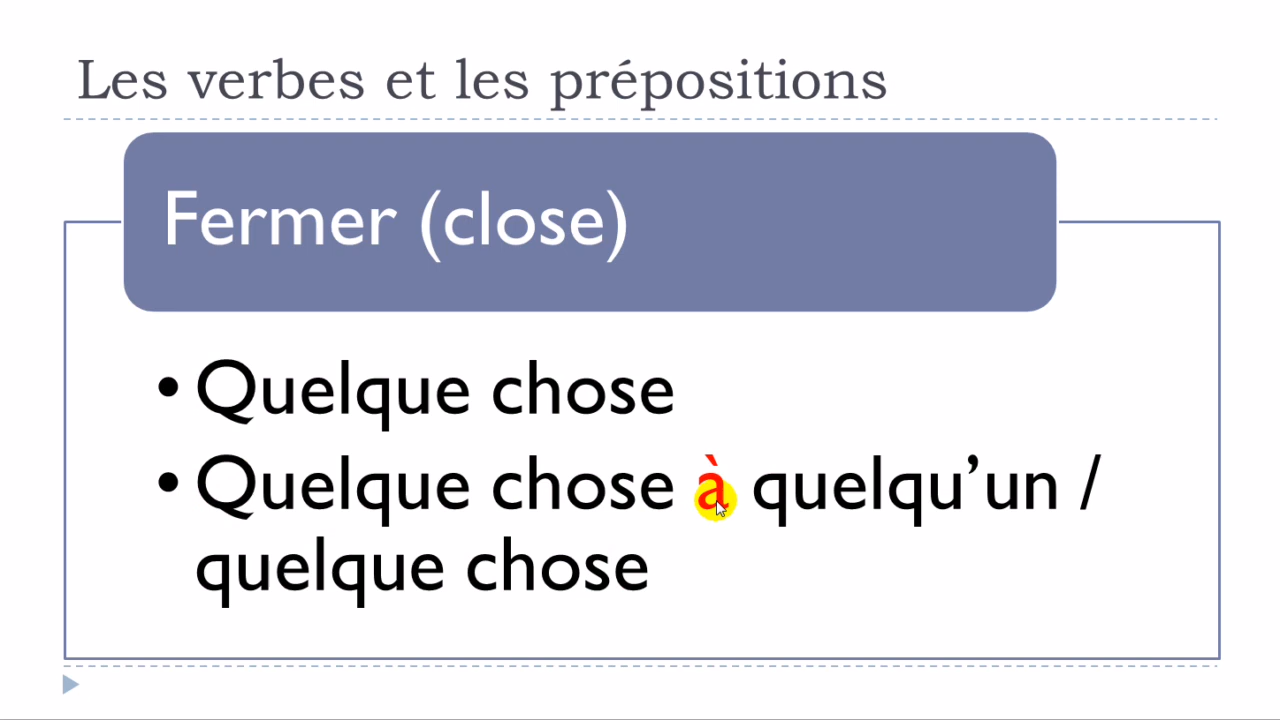 Les verbes et les prépositions
Fermer (close)
• Quelque chose
• Quelque chose à quelqu’un /
quelque chose